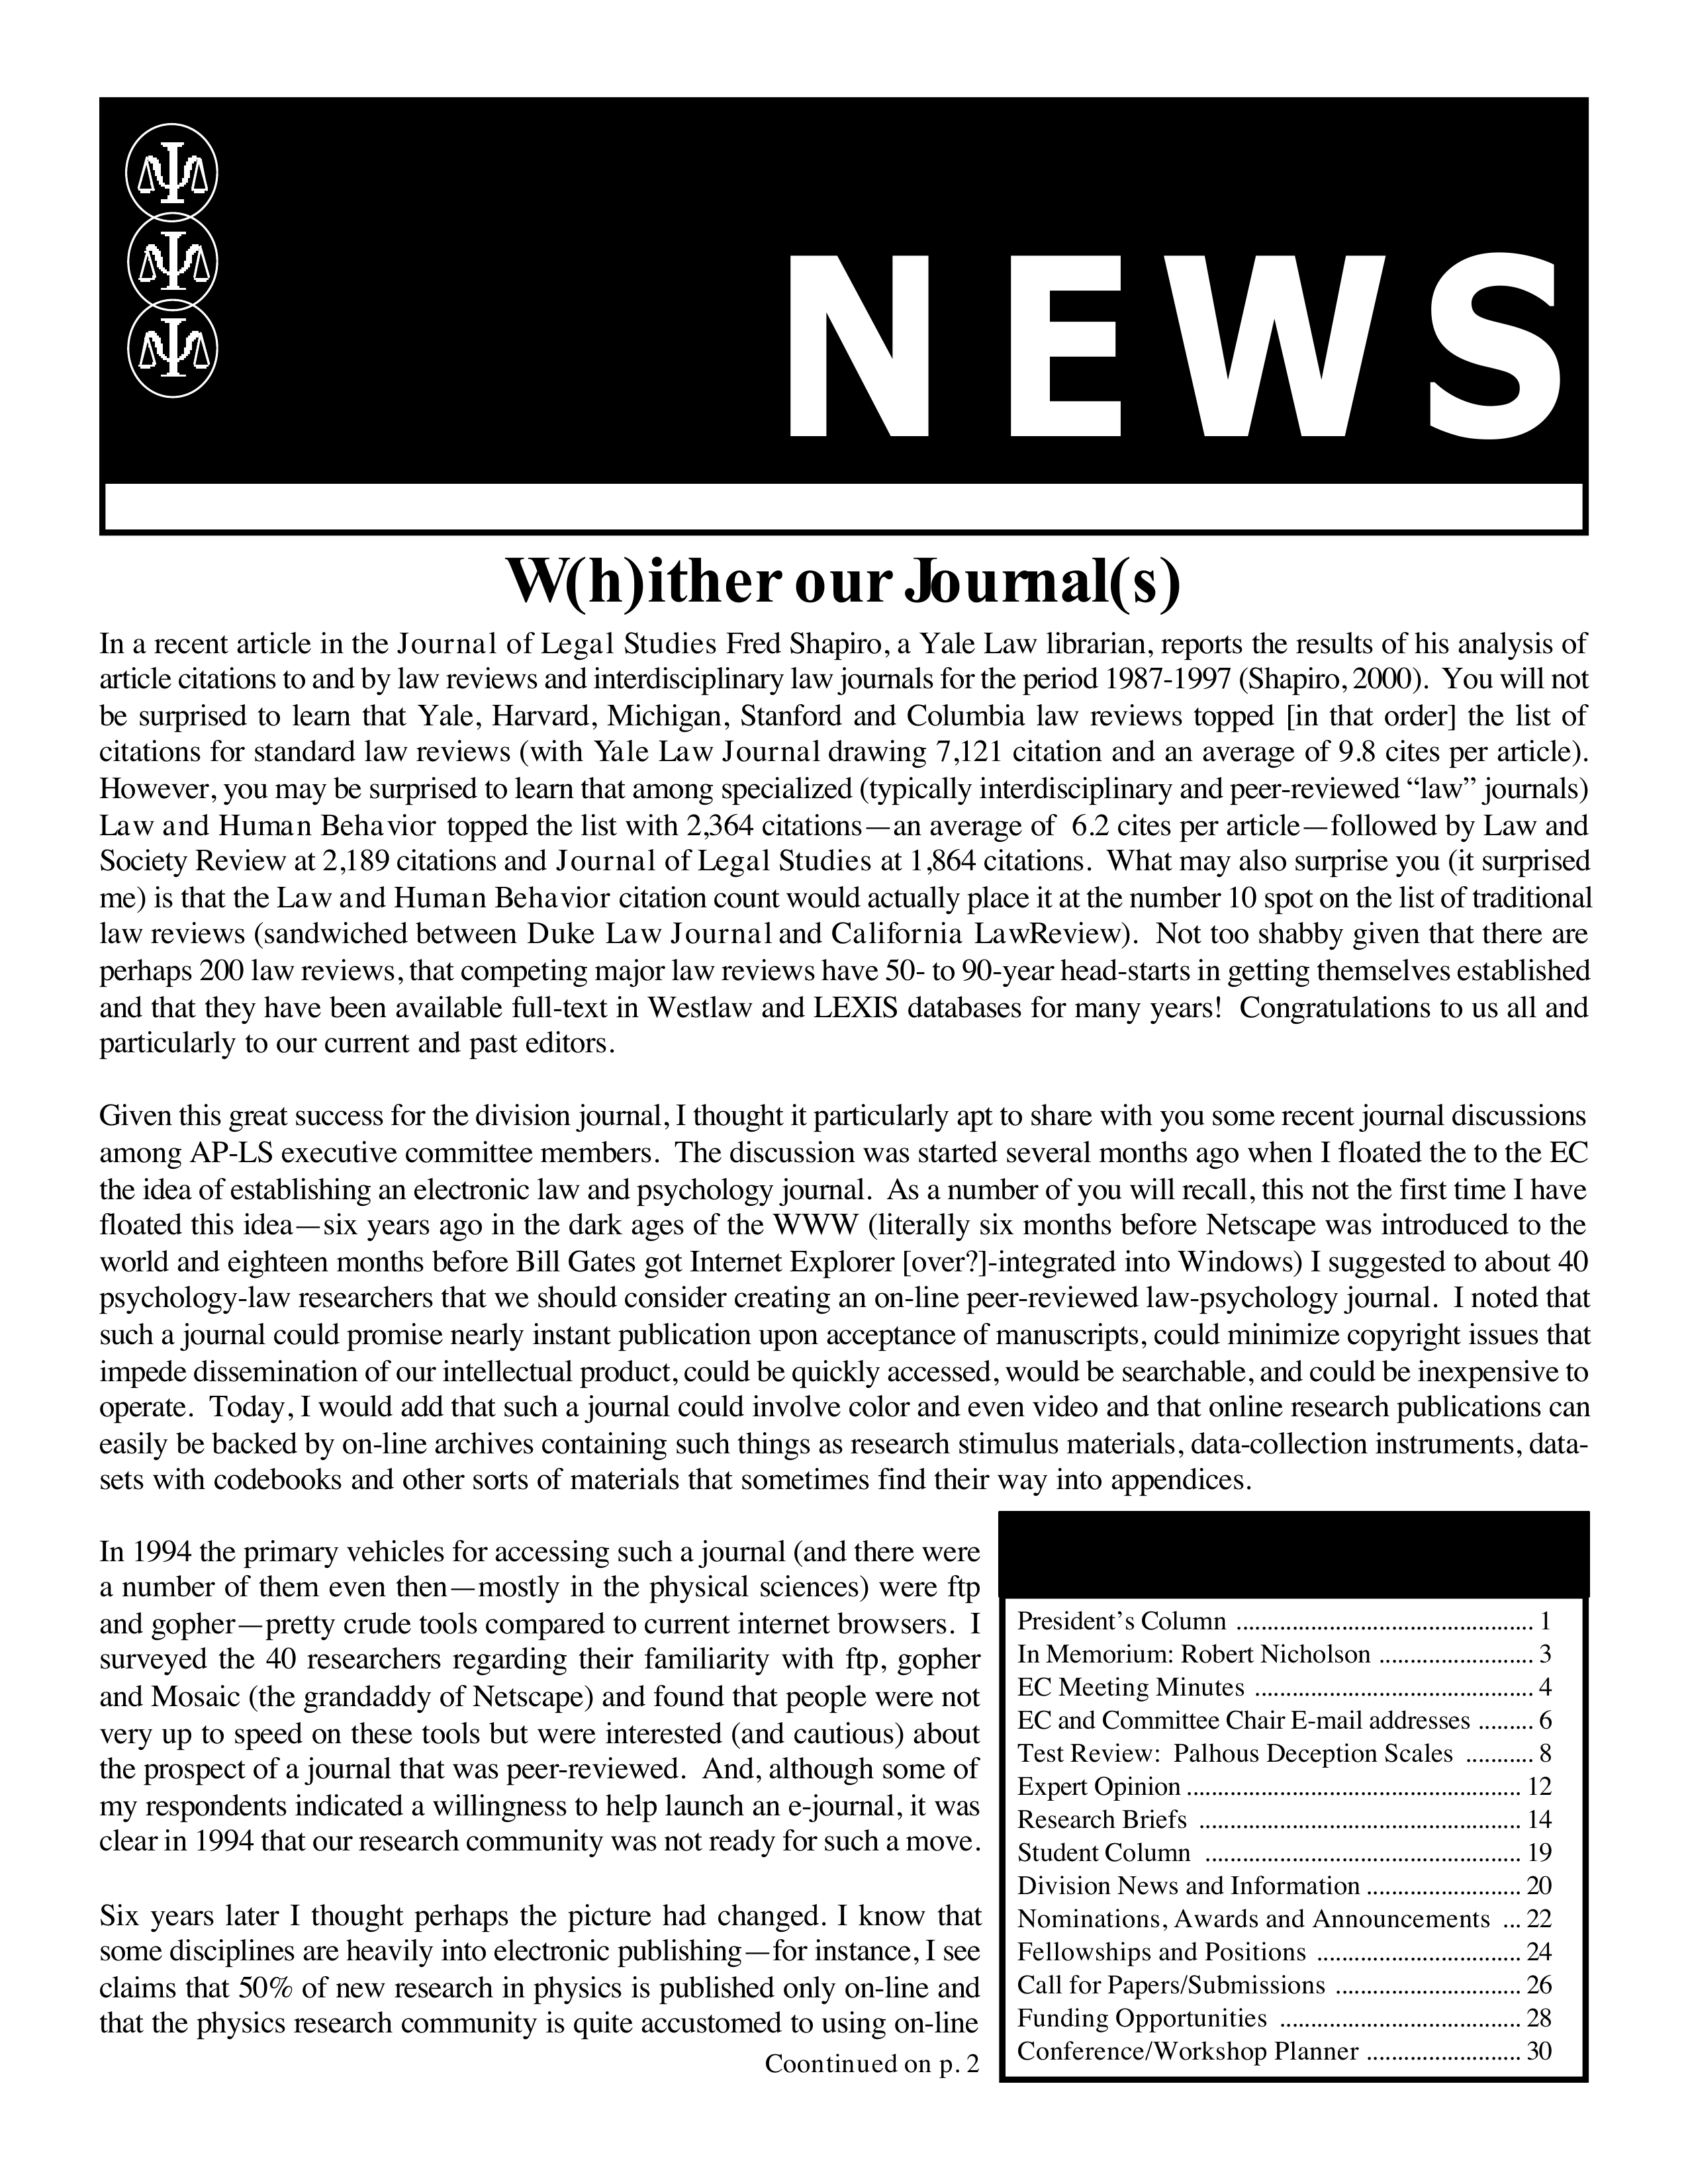 NEWS
W(h)ither our Journal(s)
In a recent article in the Journal of Legal Studies Fred Shapiro, a Yale Law librarian, reports the results of his analysis of
article citations to and by law reviews and interdisciplinary law journals for the period 1987-1997 (Shapiro, 2000).  You will not
be surprised to learn that Yale, Harvard, Michigan, Stanford and Columbia law reviews topped [in that order] the list of
citations for standard law reviews (with Yale Law Journal drawing 7,121 citation and an average of 9.8 cites per article).
However, you may be surprised to learn that among specialized (typically interdisciplinary and peer-reviewed “law” journals)
Law and Human Behavior topped the list with 2,364 citations—an average of  6.2 cites per article—followed by Law and
Society Review at 2,189 citations and Journal of Legal Studies at 1,864 citations.  What may also surprise you (it surprised
me) is that the Law and Human Behavior citation count would actually place it at the number 10 spot on the list of traditional
law reviews (sandwiched between Duke Law Journal and California LawReview).  Not too shabby given that there are
perhaps 200 law reviews, that competing major law reviews have 50- to 90-year head-starts in getting themselves established
and that they have been available full-text in Westlaw and LEXIS databases for many years!  Congratulations to us all and
particularly to our current and past editors.
Given this great success for the division journal, I thought it particularly apt to share with you some recent journal discussions
among AP-LS executive committee members.  The discussion was started several months ago when I floated the to the EC
the idea of establishing an electronic law and psychology journal.  As a number of you will recall, this not the first time I have
floated this idea—six years ago in the dark ages of the WWW (literally six months before Netscape was introduced to the
world and eighteen months before Bill Gates got Internet Explorer [over?]-integrated into Windows) I suggested to about 40
psychology-law researchers that we should consider creating an on-line peer-reviewed law-psychology journal.  I noted that
such a journal could promise nearly instant publication upon acceptance of manuscripts, could minimize copyright issues that
impede dissemination of our intellectual product, could be quickly accessed, would be searchable, and could be inexpensive to
operate.  Today, I would add that such a journal could involve color and even video and that online research publications can
easily be backed by on-line archives containing such things as research stimulus materials, data-collection instruments, data-
sets with codebooks and other sorts of materials that sometimes find their way into appendices.
In 1994 the primary vehicles for accessing such a journal (and there were
a number of them even then—mostly in the physical sciences) were ftp
and gopher—pretty crude tools compared to current internet browsers.  I
surveyed the 40 researchers regarding their familiarity with ftp, gopher
and Mosaic (the grandaddy of Netscape) and found that people were not
very up to speed on these tools but were interested (and cautious) about
the prospect of a journal that was peer-reviewed.  And, although some of
my respondents indicated a willingness to help launch an e-journal, it was
clear in 1994 that our research community was not ready for such a move.
Six years later I thought perhaps the picture had changed. I know that
some disciplines are heavily into electronic publishing—for instance, I see
claims that 50% of new research in physics is published only on-line and
that the physics research community is quite accustomed to using on-line
Coontinued on p. 2
President’s Column ................................................ 1
In Memorium: Robert Nicholson ......................... 3
EC Meeting Minutes ............................................. 4
EC and Committee Chair E-mail addresses ......... 6
Test Review:  Palhous Deception Scales ........... 8
Expert Opinion ...................................................... 12
Research Briefs .................................................... 14
Student Column ................................................... 19
Division News and Information ......................... 20
Nominations, Awards and Announcements ... 22
Fellowships and Positions ................................. 24
Call for Papers/Submissions .............................. 26
Funding Opportunities ....................................... 28
Conference/Workshop Planner ......................... 30